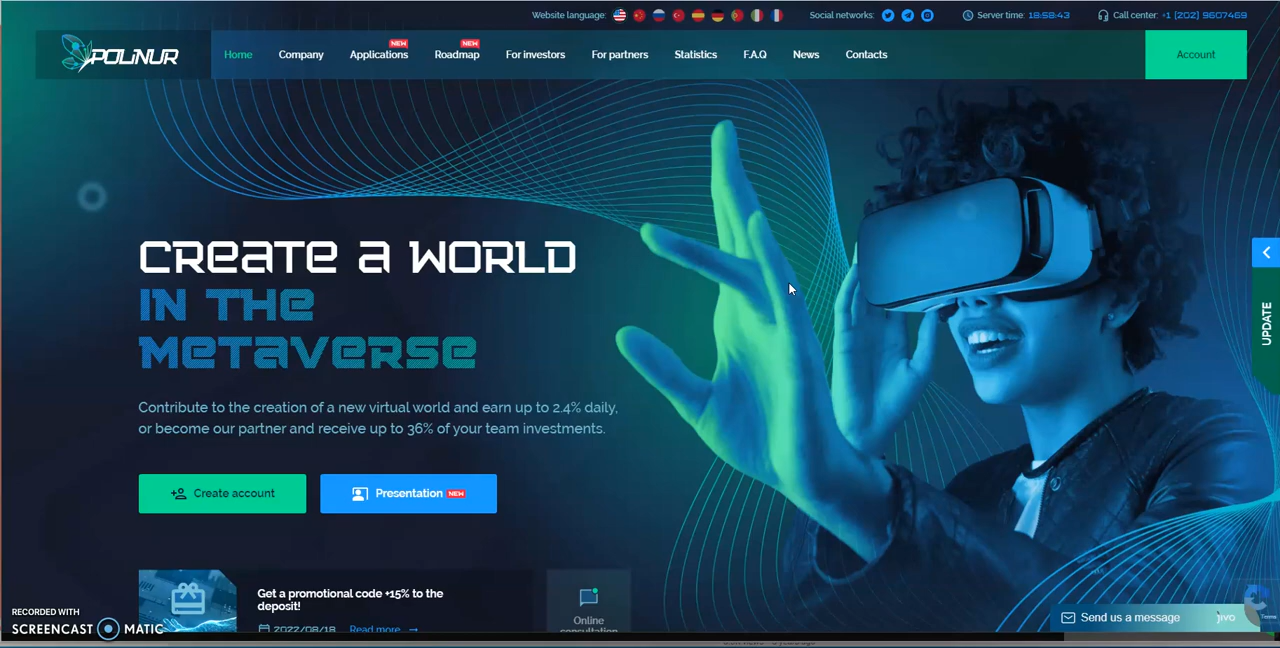 Website language:
Social networks:
Server time: 18:58:43
Call center: +1 (202) 9607469
POLINUR
Home
Company
Applications
NEW
Roadmap
NEW
For investors
For partners
Statistics
F.A.Q
News
Contacts
Account
CREATE A WORLD
IN THE
METAVERSE
Contribute to the creation of a new virtual world and earn up to 2.4% daily,
or become our partner and receive up to 36% of your team investments.
Create account
Presentation NEW
UPDATE
Get a promotional code +15% to the
deposit!
2022/08/18 Read more →
Online
consultation
Send us a message
jivo
Terms
RECORDED WITH
SCREENCAST MATIC